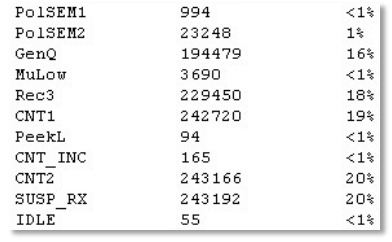 PolSEM1 994 <1%
PolSEM2 23248 1%
GenQ 194479 16%
MuLow 3690 <1%
Rec3 229450 18%
CNT1 242720 19%
PeekL 94 <1%
CNT_INC 165 <1%
CNT2 243166 20%
SUSP_RX 243192 20%
IDLE 55 <1%